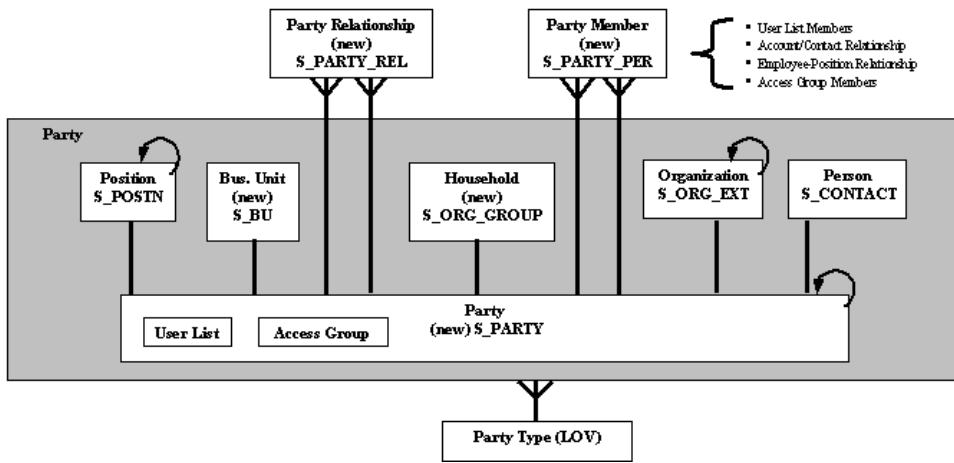 Party Relationship
(new)
S_PARTY_REL
Party Member
(new)
S_PARTY_PER
• User List Members
• Account/Contact Relationship
• Employee-Position Relationship
• Access Group Members
Party
Position
S_POSTN
Bus. Unit
(new)
S_BU
Household
(new)
S_ORG_GROUP
Organization
S_ORG_EXT
Person
S_CONTACT
Party
(new) S_PARTY
User List
Access Group
Party Type (LOV)